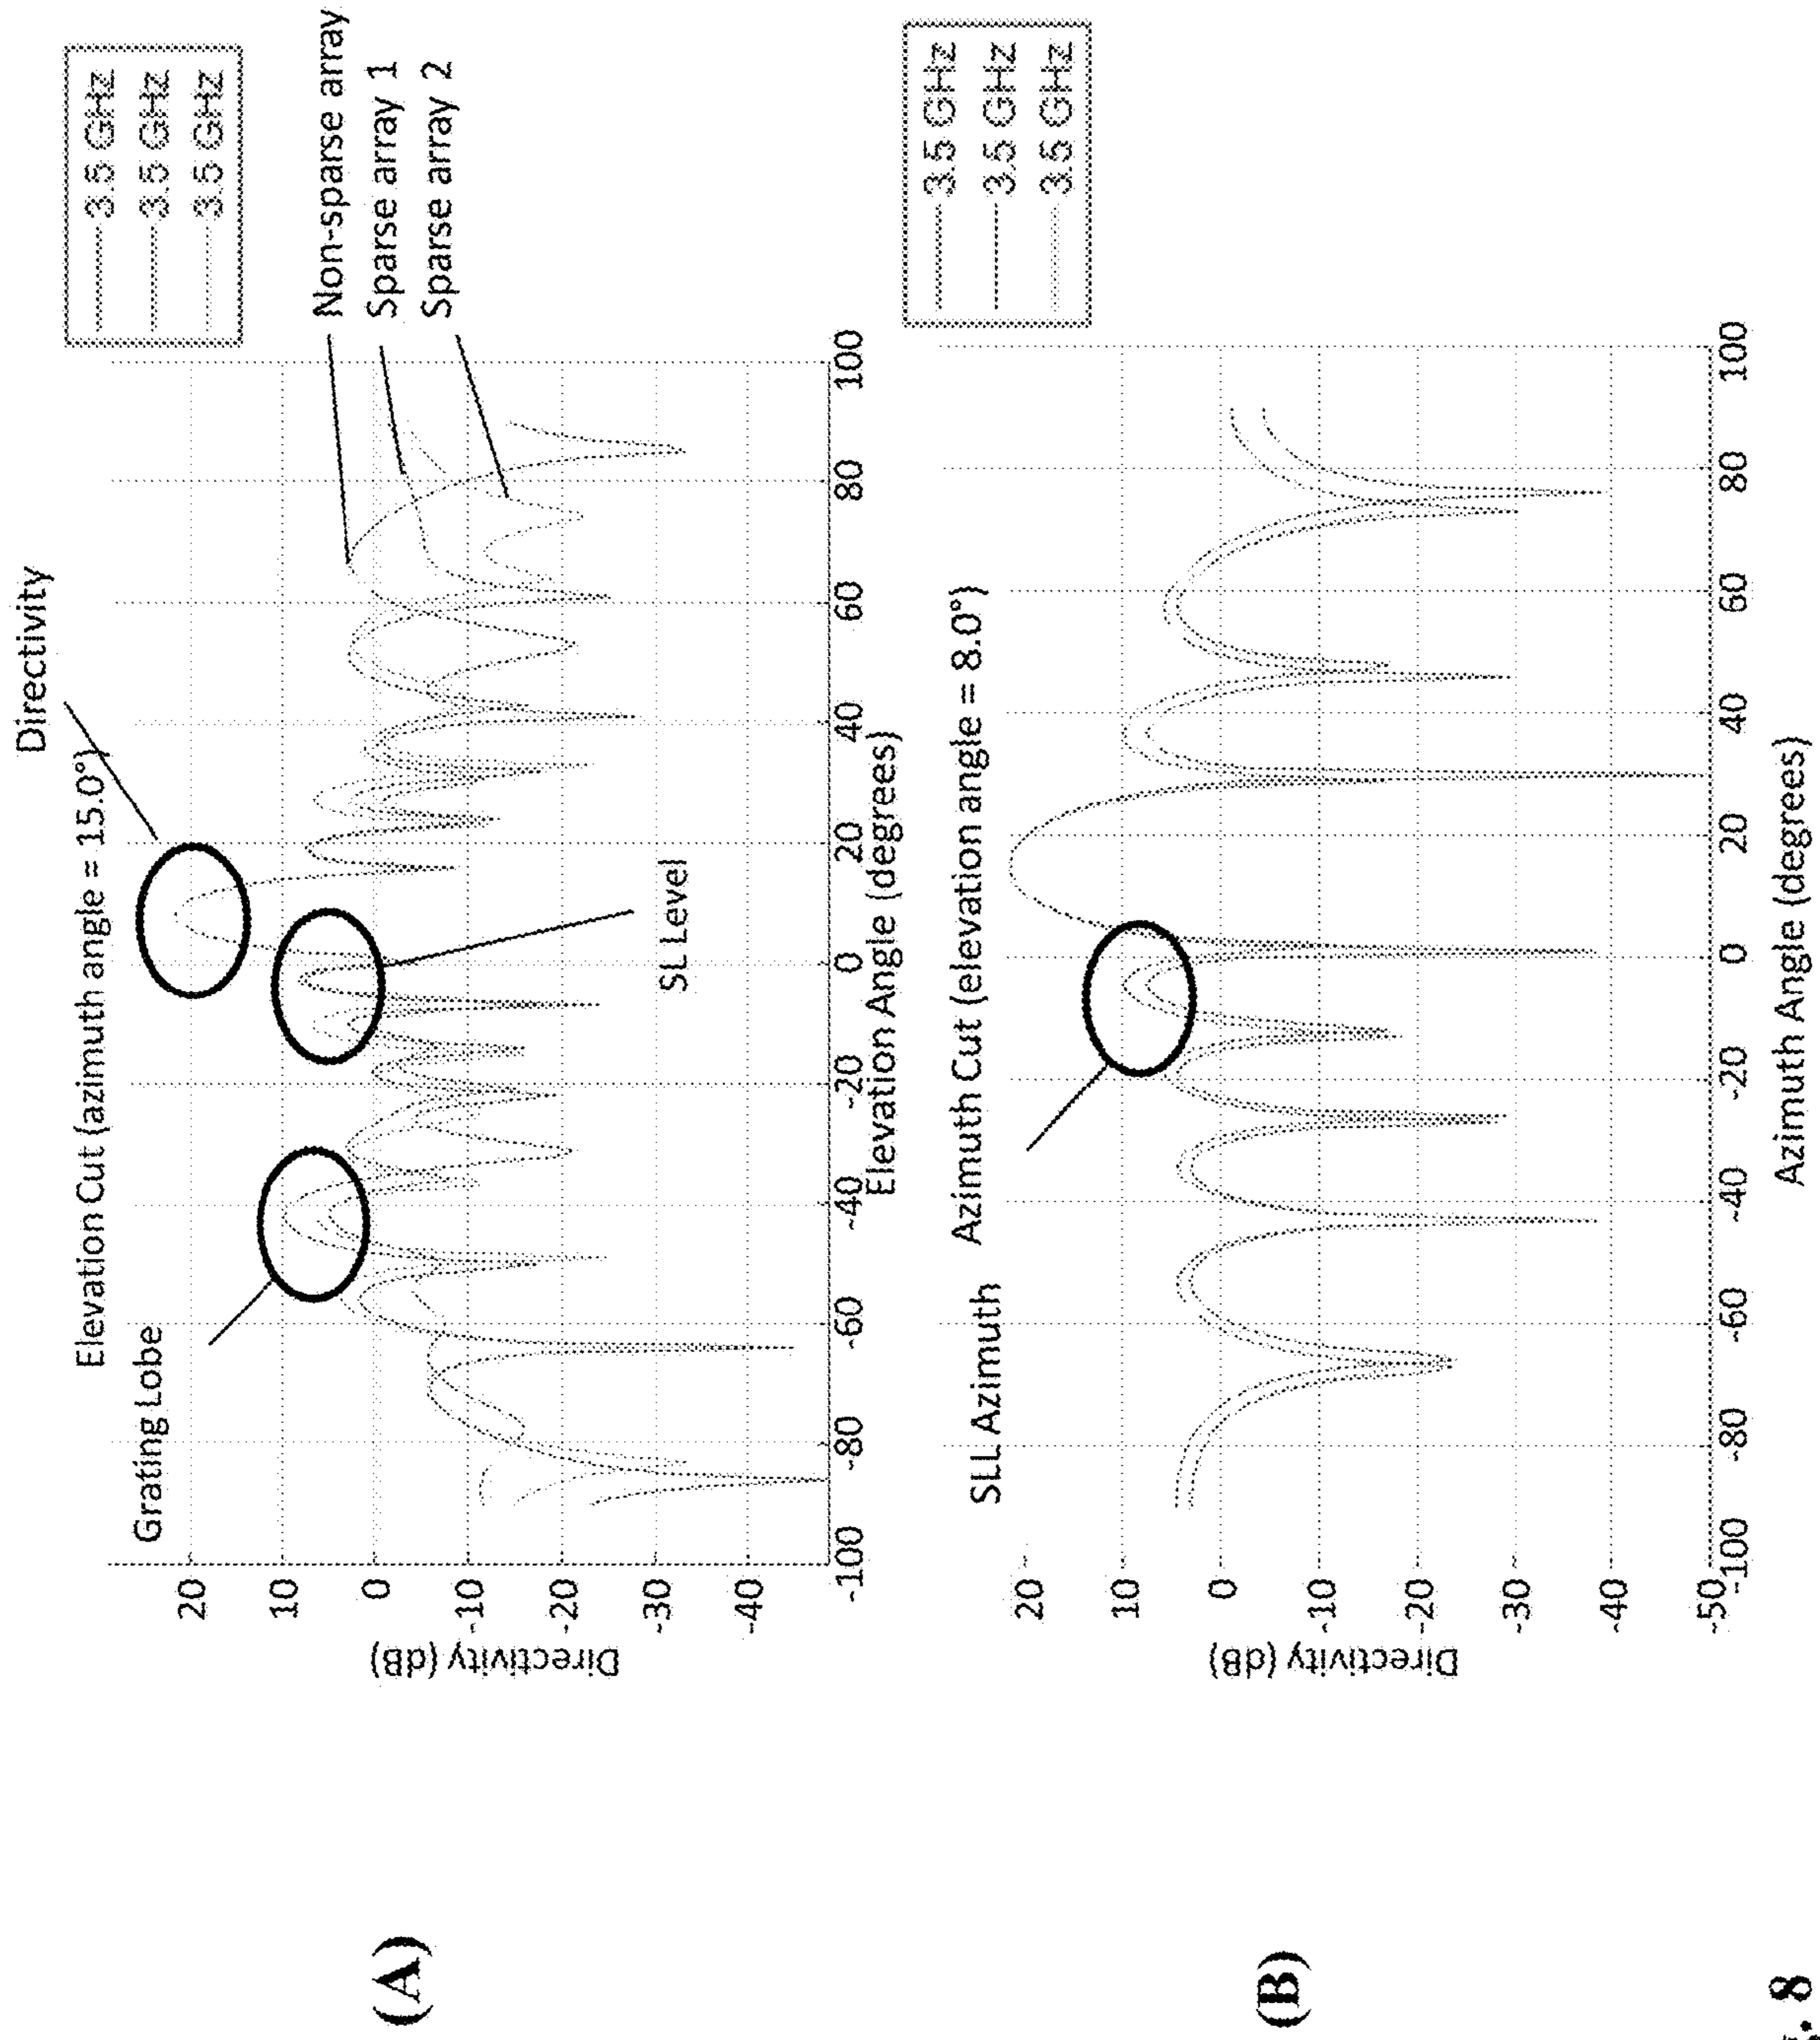 (A)
Directivity
Elevation Cut (azimuth angle = 15.0°)
Grating Lobe
3.5 GHz
3.5 GHz
3.5 GHz
Non-sparse array
Sparse array 1
Sparse array 2
SL Level
Directivity (dB)
20
10
0
-10
-20
-30
-40
-100
-80
-60
-40
-20
0
20
40
60
80
100
Elevation Angle (degrees)
(B)
SLL Azimuth
Azimuth Cut (elevation angle = 8.0°)
3.5 GHz
3.5 GHz
3.5 GHz
Directivity (dB)
20
10
0
-10
-20
-30
-40
-50
-100
-80
-60
-40
-20
0
20
40
60
80
100
Azimuth Angle (degrees)
. 8